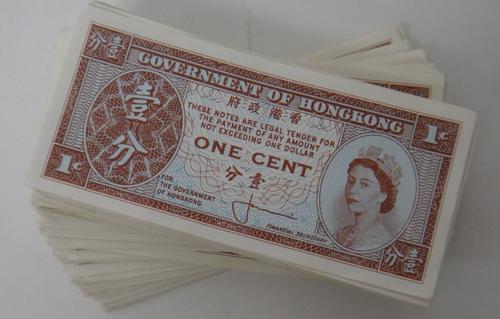 分壹
GOVERNMENT OF HONGKONG
1¢
府政港香
THESE NOTES ARE LEGAL TENDER FOR
THE PAYMENT OF ANY AMOUNT
NOT EXCEEDING ONE DOLLAR
壹分
ONE CENT
分壹
1¢
FOR
THE GOVERNMENT
OF HONGKONG.
FINANCIAL SECRETARY
分壹